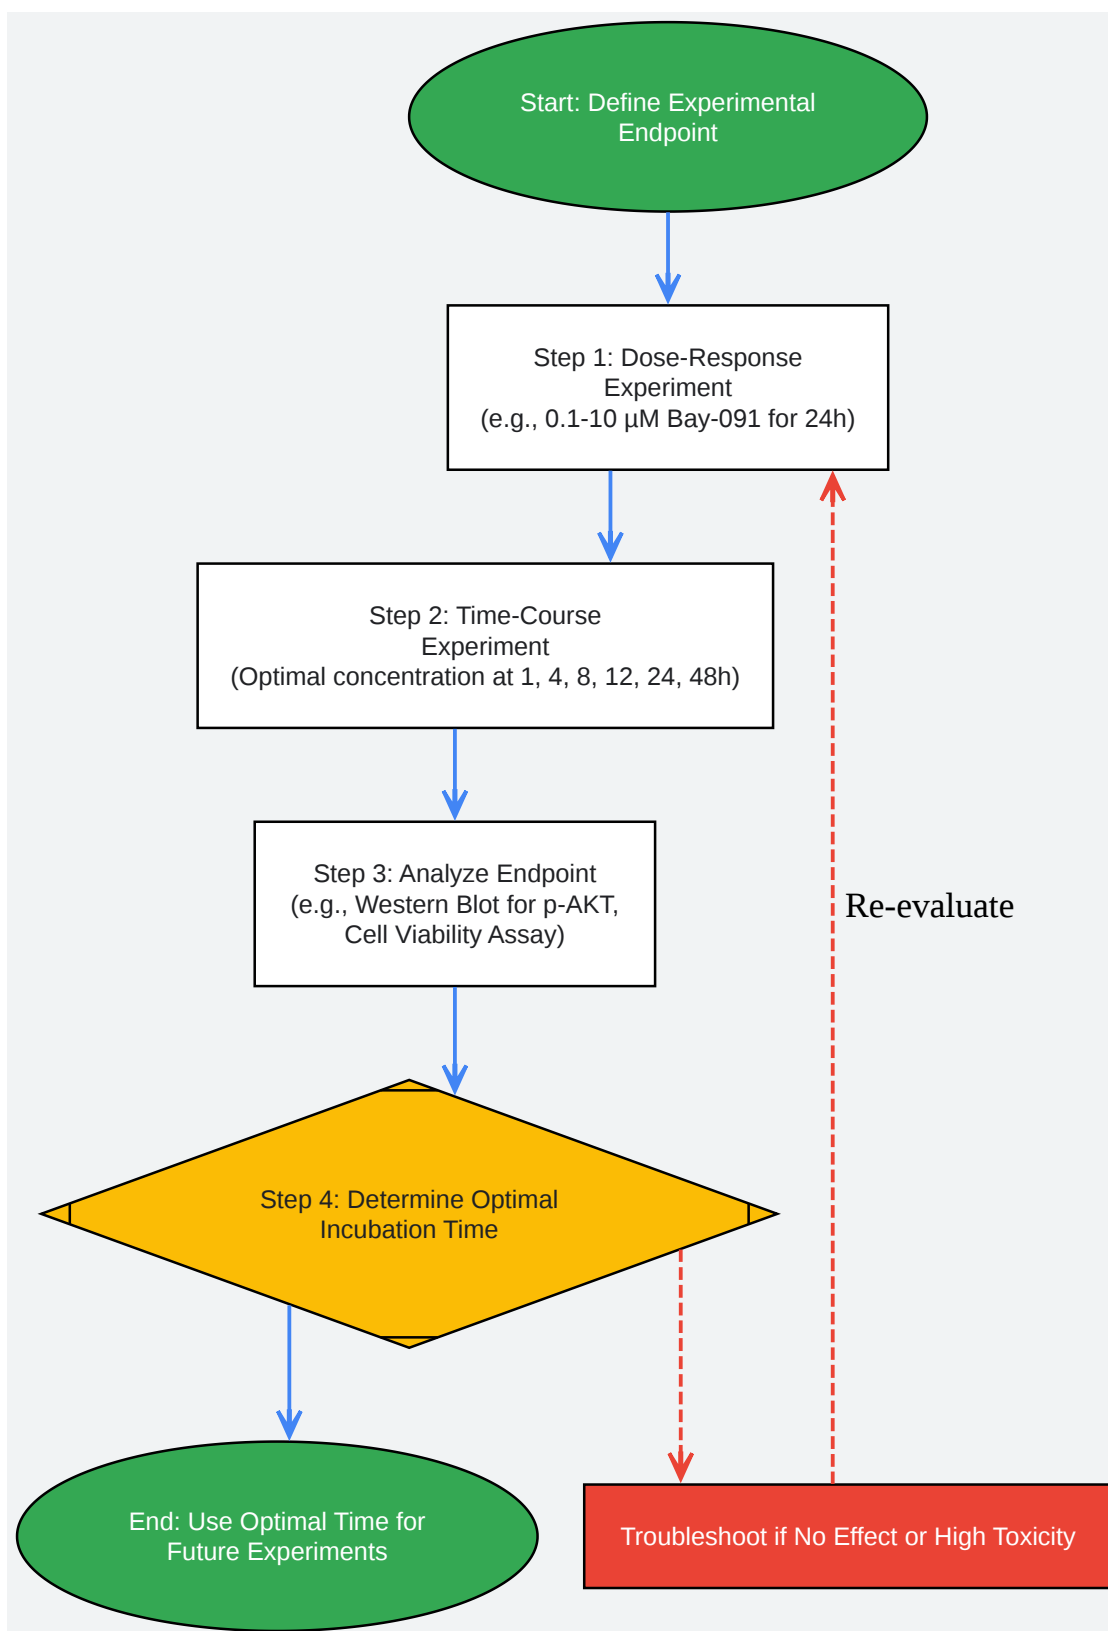 Start: Define Experimental
Endpoint
Step 1: Dose-Response
Experiment
(e.g., 0.1-10 µM Bay-091 for 24h)
Step 2: Time-Course
Experiment
(Optimal concentration at 1, 4, 8, 12, 24, 48h)
Step 3: Analyze Endpoint
(e.g., Western Blot for p-AKT,
Cell Viability Assay)
Re-evaluate
Step 4: Determine Optimal
Incubation Time
End: Use Optimal Time for
Future Experiments
Troubleshoot if No Effect or High Toxicity